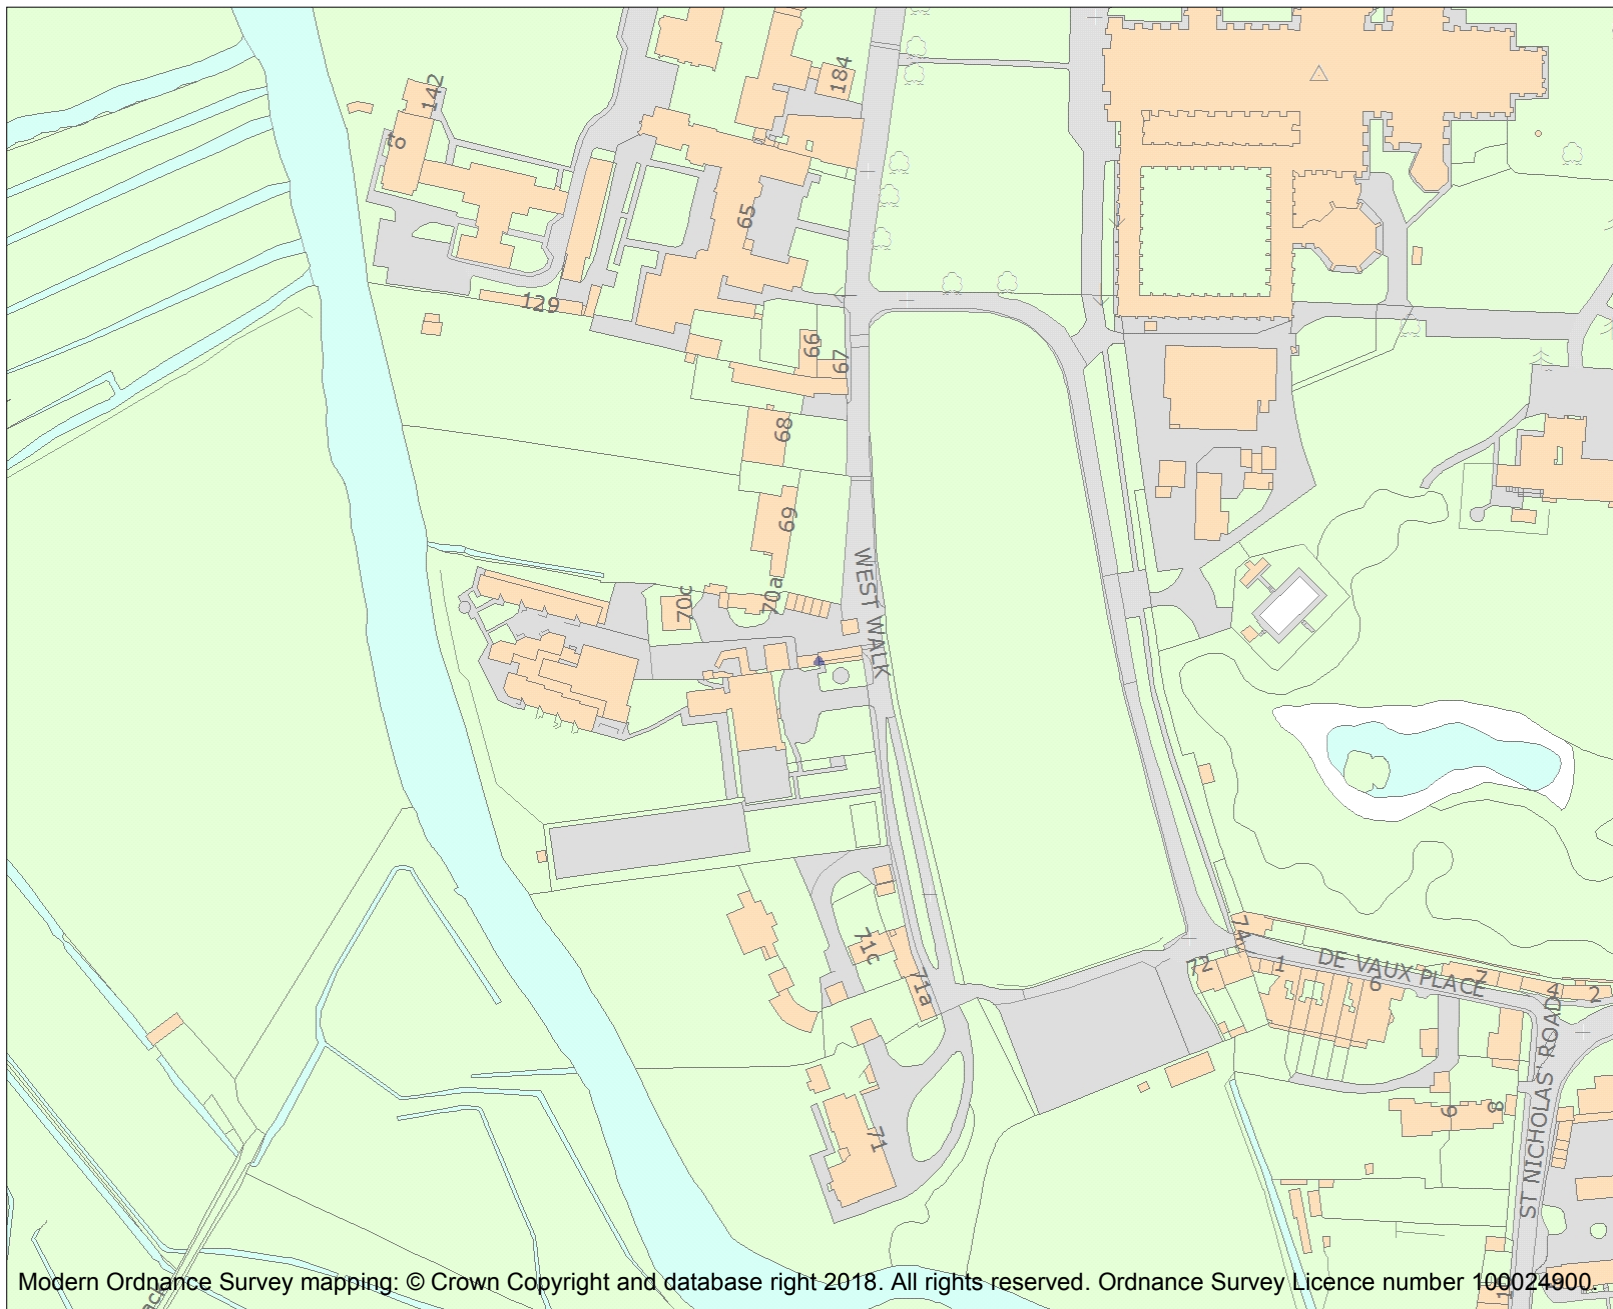 184
142
to
65
129
66
67
68
69
WEST WALK
70c
70a
74
71c
72
1
DE VAUX PLACE
6
7
4
2
71a
ST NICHOLAS' ROAD
71
6
8
Modern Ordnance Survey mapping: © Crown Copyright and database right 2018. All rights reserved. Ordnance Survey Licence number 100024900.